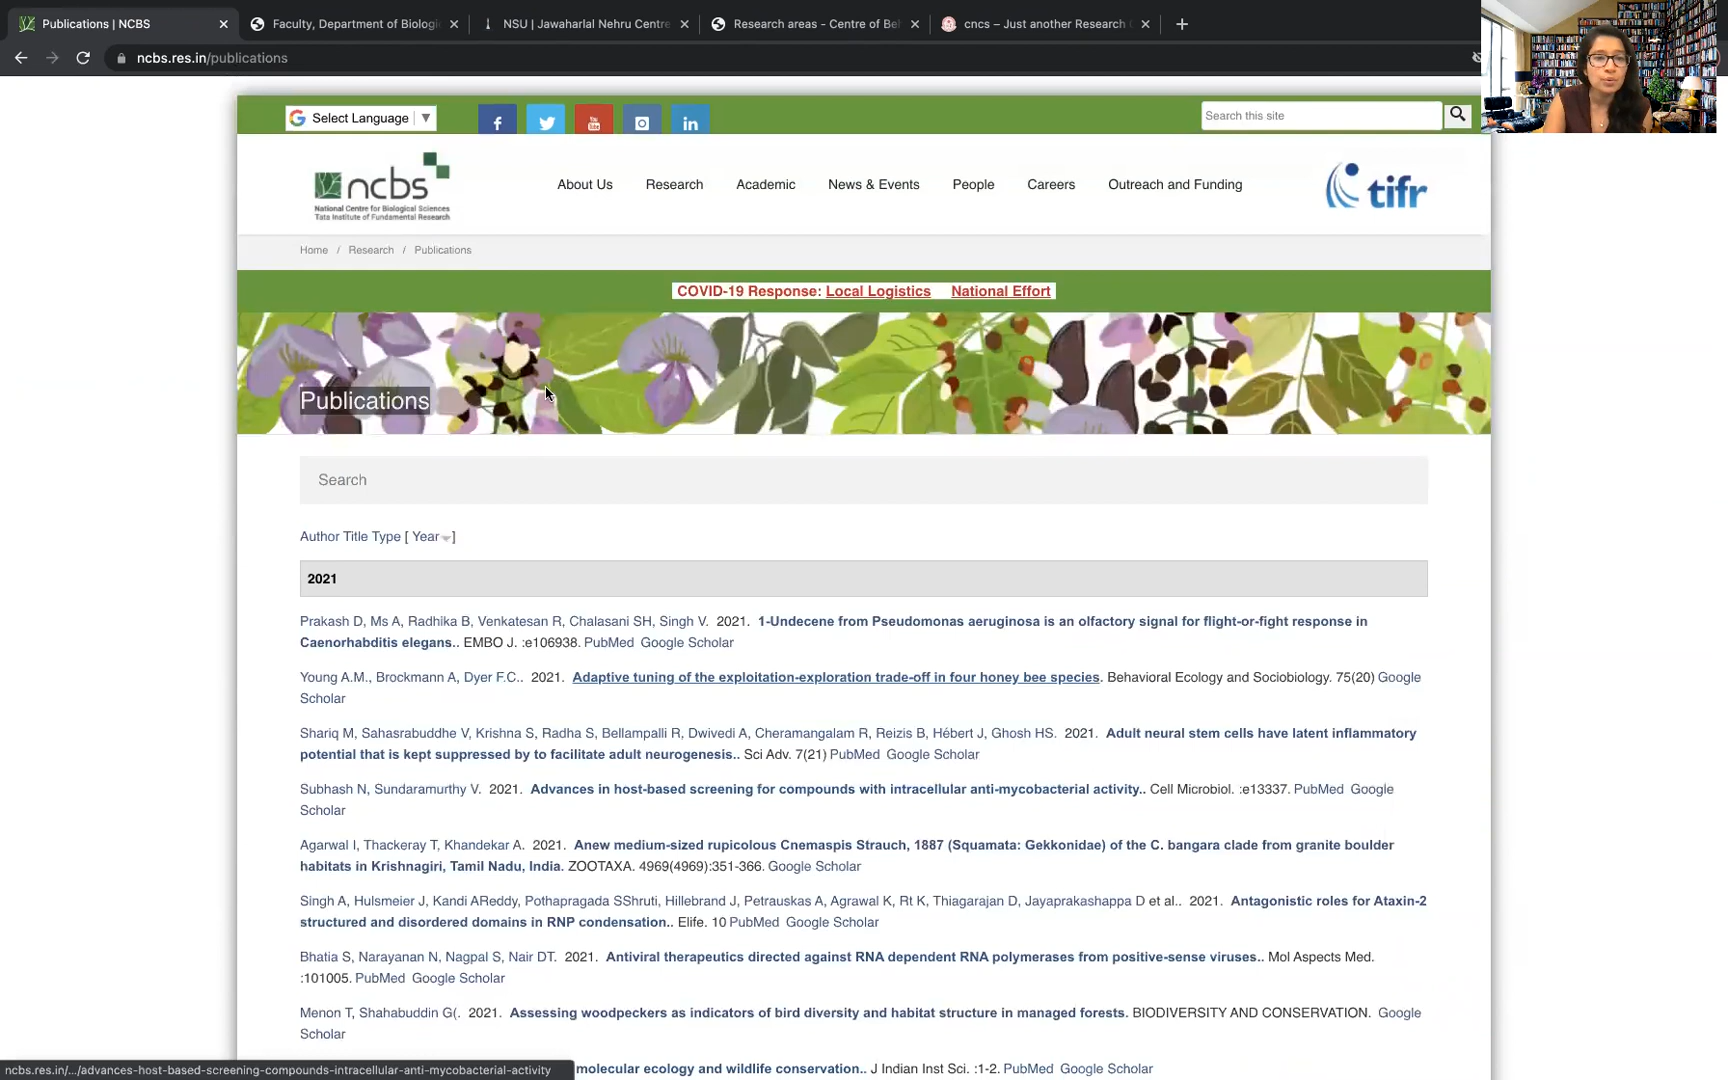 Publications | NCBS
Faculty, Department of Biologi
NSU | Jawaharlal Nehru Centre
Research areas - Centre of Be
cncs – Just another Research
ncbs.res.in/publications
Select Language
Search this site
ncbs
National Centre for Biological Sciences
Tata Institute of Fundamental Research
About Us Research Academic News & Events People Careers Outreach and Funding
tifr
Home / Research / Publications
COVID-19 Response: Local Logistics National Effort
Publications
Search
Author Title Type [ Year ]
2021
Prakash D, Ms A, Radhika B, Venkatesan R, Chalasani SH, Singh V. 2021. 1-Undecene from Pseudomonas aeruginosa is an olfactory signal for flight-or-fight response in
Caenorhabditis elegans.. EMBO J. :e106938. PubMed Google Scholar
Young A.M., Brockmann A, Dyer F.C.. 2021. Adaptive tuning of the exploitation-exploration trade-off in four honey bee species. Behavioral Ecology and Sociobiology. 75(20) Google
Scholar
Shariq M, Sahasrabuddhe V, Krishna S, Radha S, Bellampalli R, Dwivedi A, Cheramangalam R, Reizis B, Hébert J, Ghosh HS. 2021. Adult neural stem cells have latent inflammatory
potential that is kept suppressed by to facilitate adult neurogenesis.. Sci Adv. 7(21) PubMed Google Scholar
Subhash N, Sundaramurthy V. 2021. Advances in host-based screening for compounds with intracellular anti-mycobacterial activity.. Cell Microbiol. :e13337. PubMed Google
Scholar
Agarwal I, Thackeray T, Khandekar A. 2021. Anew medium-sized rupicolous Cnemaspis Strauch, 1887 (Squamata: Gekkonidae) of the C. bangara clade from granite boulder
habitats in Krishnagiri, Tamil Nadu, India. ZOOTAXA. 4969(4969):351-366. Google Scholar
Singh A, Hulsmeier J, Kandi AReddy, Pothapragada SShruti, Hillebrand J, Petrauskas A, Agrawal K, Rt K, Thiagarajan D, Jayaprakashappa D et al.. 2021. Antagonistic roles for Ataxin-2
structured and disordered domains in RNP condensation.. Elife. 10 PubMed Google Scholar
Bhatia S, Narayanan N, Nagpal S, Nair DT. 2021. Antiviral therapeutics directed against RNA dependent RNA polymerases from positive-sense viruses.. Mol Aspects Med.
:101005. PubMed Google Scholar
Menon T, Shahabuddin G(. 2021. Assessing woodpeckers as indicators of bird diversity and habitat structure in managed forests. BIODIVERSITY AND CONSERVATION. Google
Scholar
molecular ecology and wildlife conservation.. J Indian Inst Sci. :1-2. PubMed Google Scholar
ncbs.res.in/.../advances-host-based-screening-compounds-intracellular-anti-mycobacterial-activity